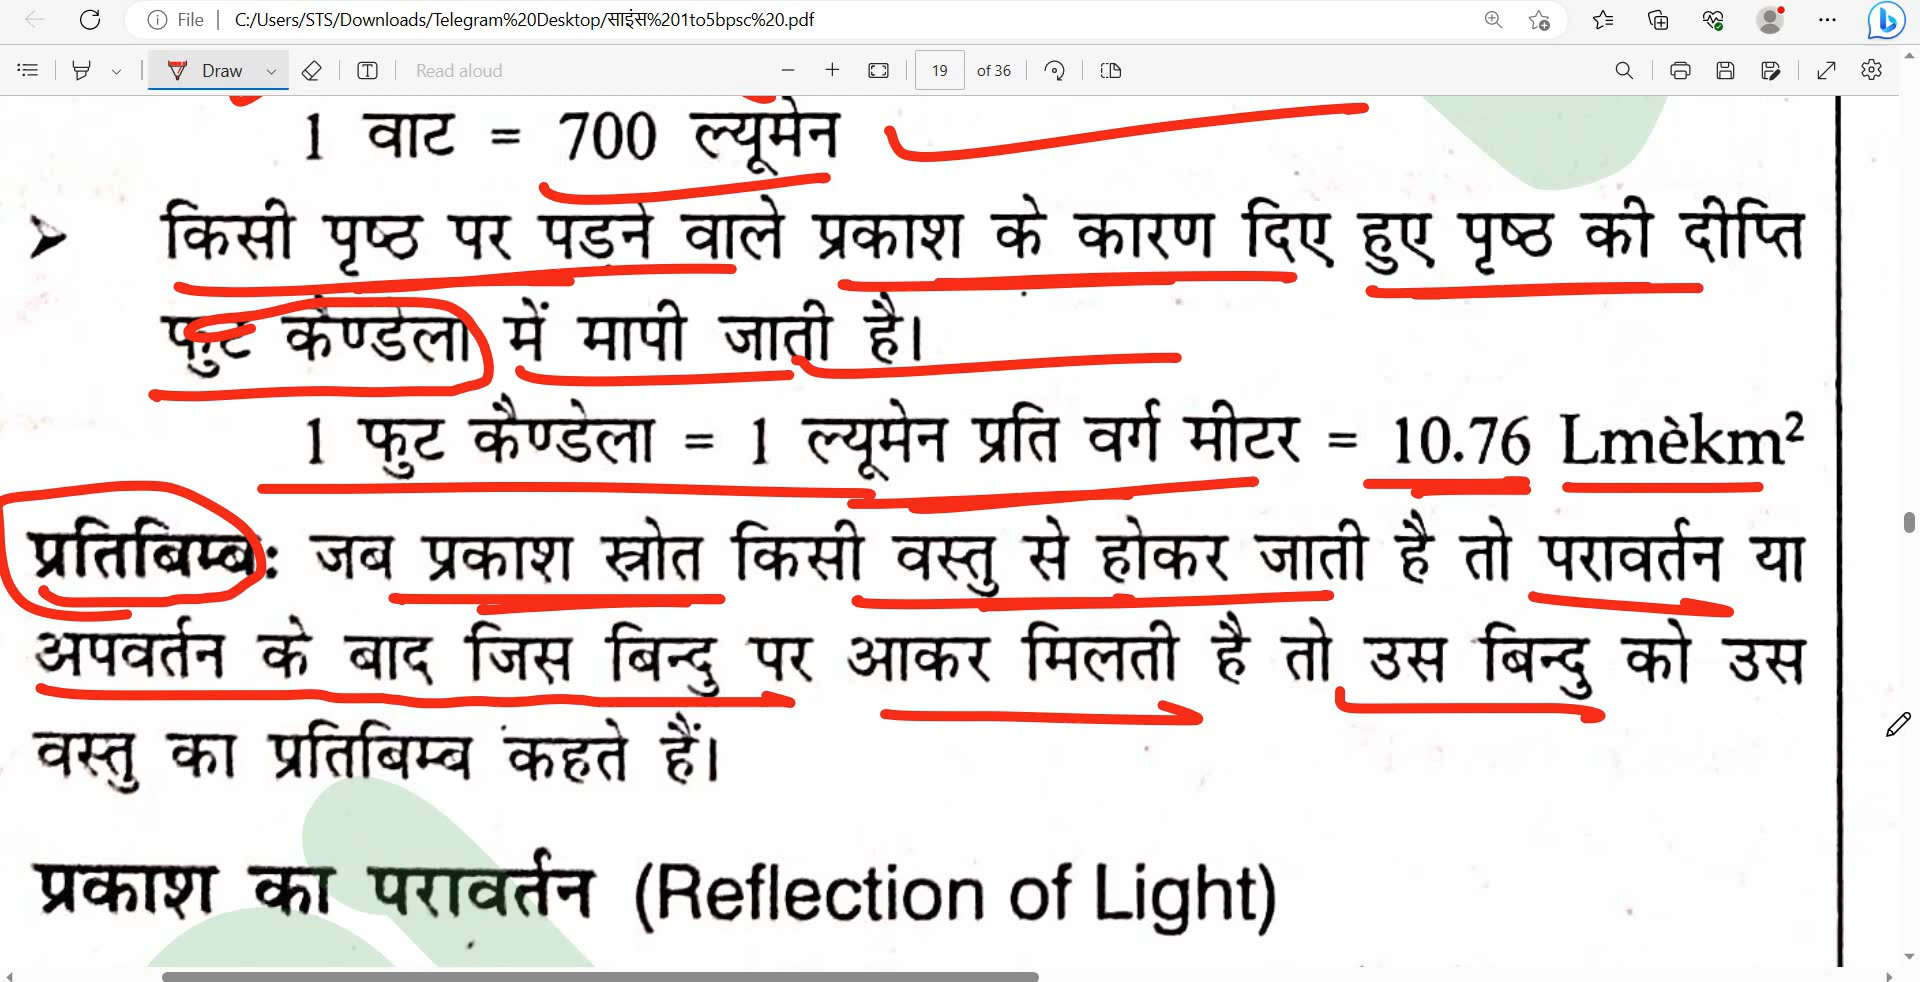 File C:/Users/STS/Downloads/Telegram%20Desktop/साइंस%201to5bpsc%20.pdf
Draw Read aloud 19 of 36
1 वाट = 700 ल्यूमेन
किसी पृष्ठ पर पड़ने वाले प्रकाश के कारण दिए हुए पृष्ठ की दीप्ति
फुट कैण्डेला में मापी जाती है।
1 फुट कैण्डेला = 1 ल्यूमेन प्रति वर्ग मीटर = 10.76 Lmèkm²
प्रतिबिम्ब: जब प्रकाश स्रोत किसी वस्तु से होकर जाती है तो परावर्तन या
अपवर्तन के बाद जिस बिन्दु पर आकर मिलती है तो उस बिन्दु को उस
वस्तु का प्रतिबिम्ब कहते हैं।
प्रकाश का परावर्तन (Reflection of Light)